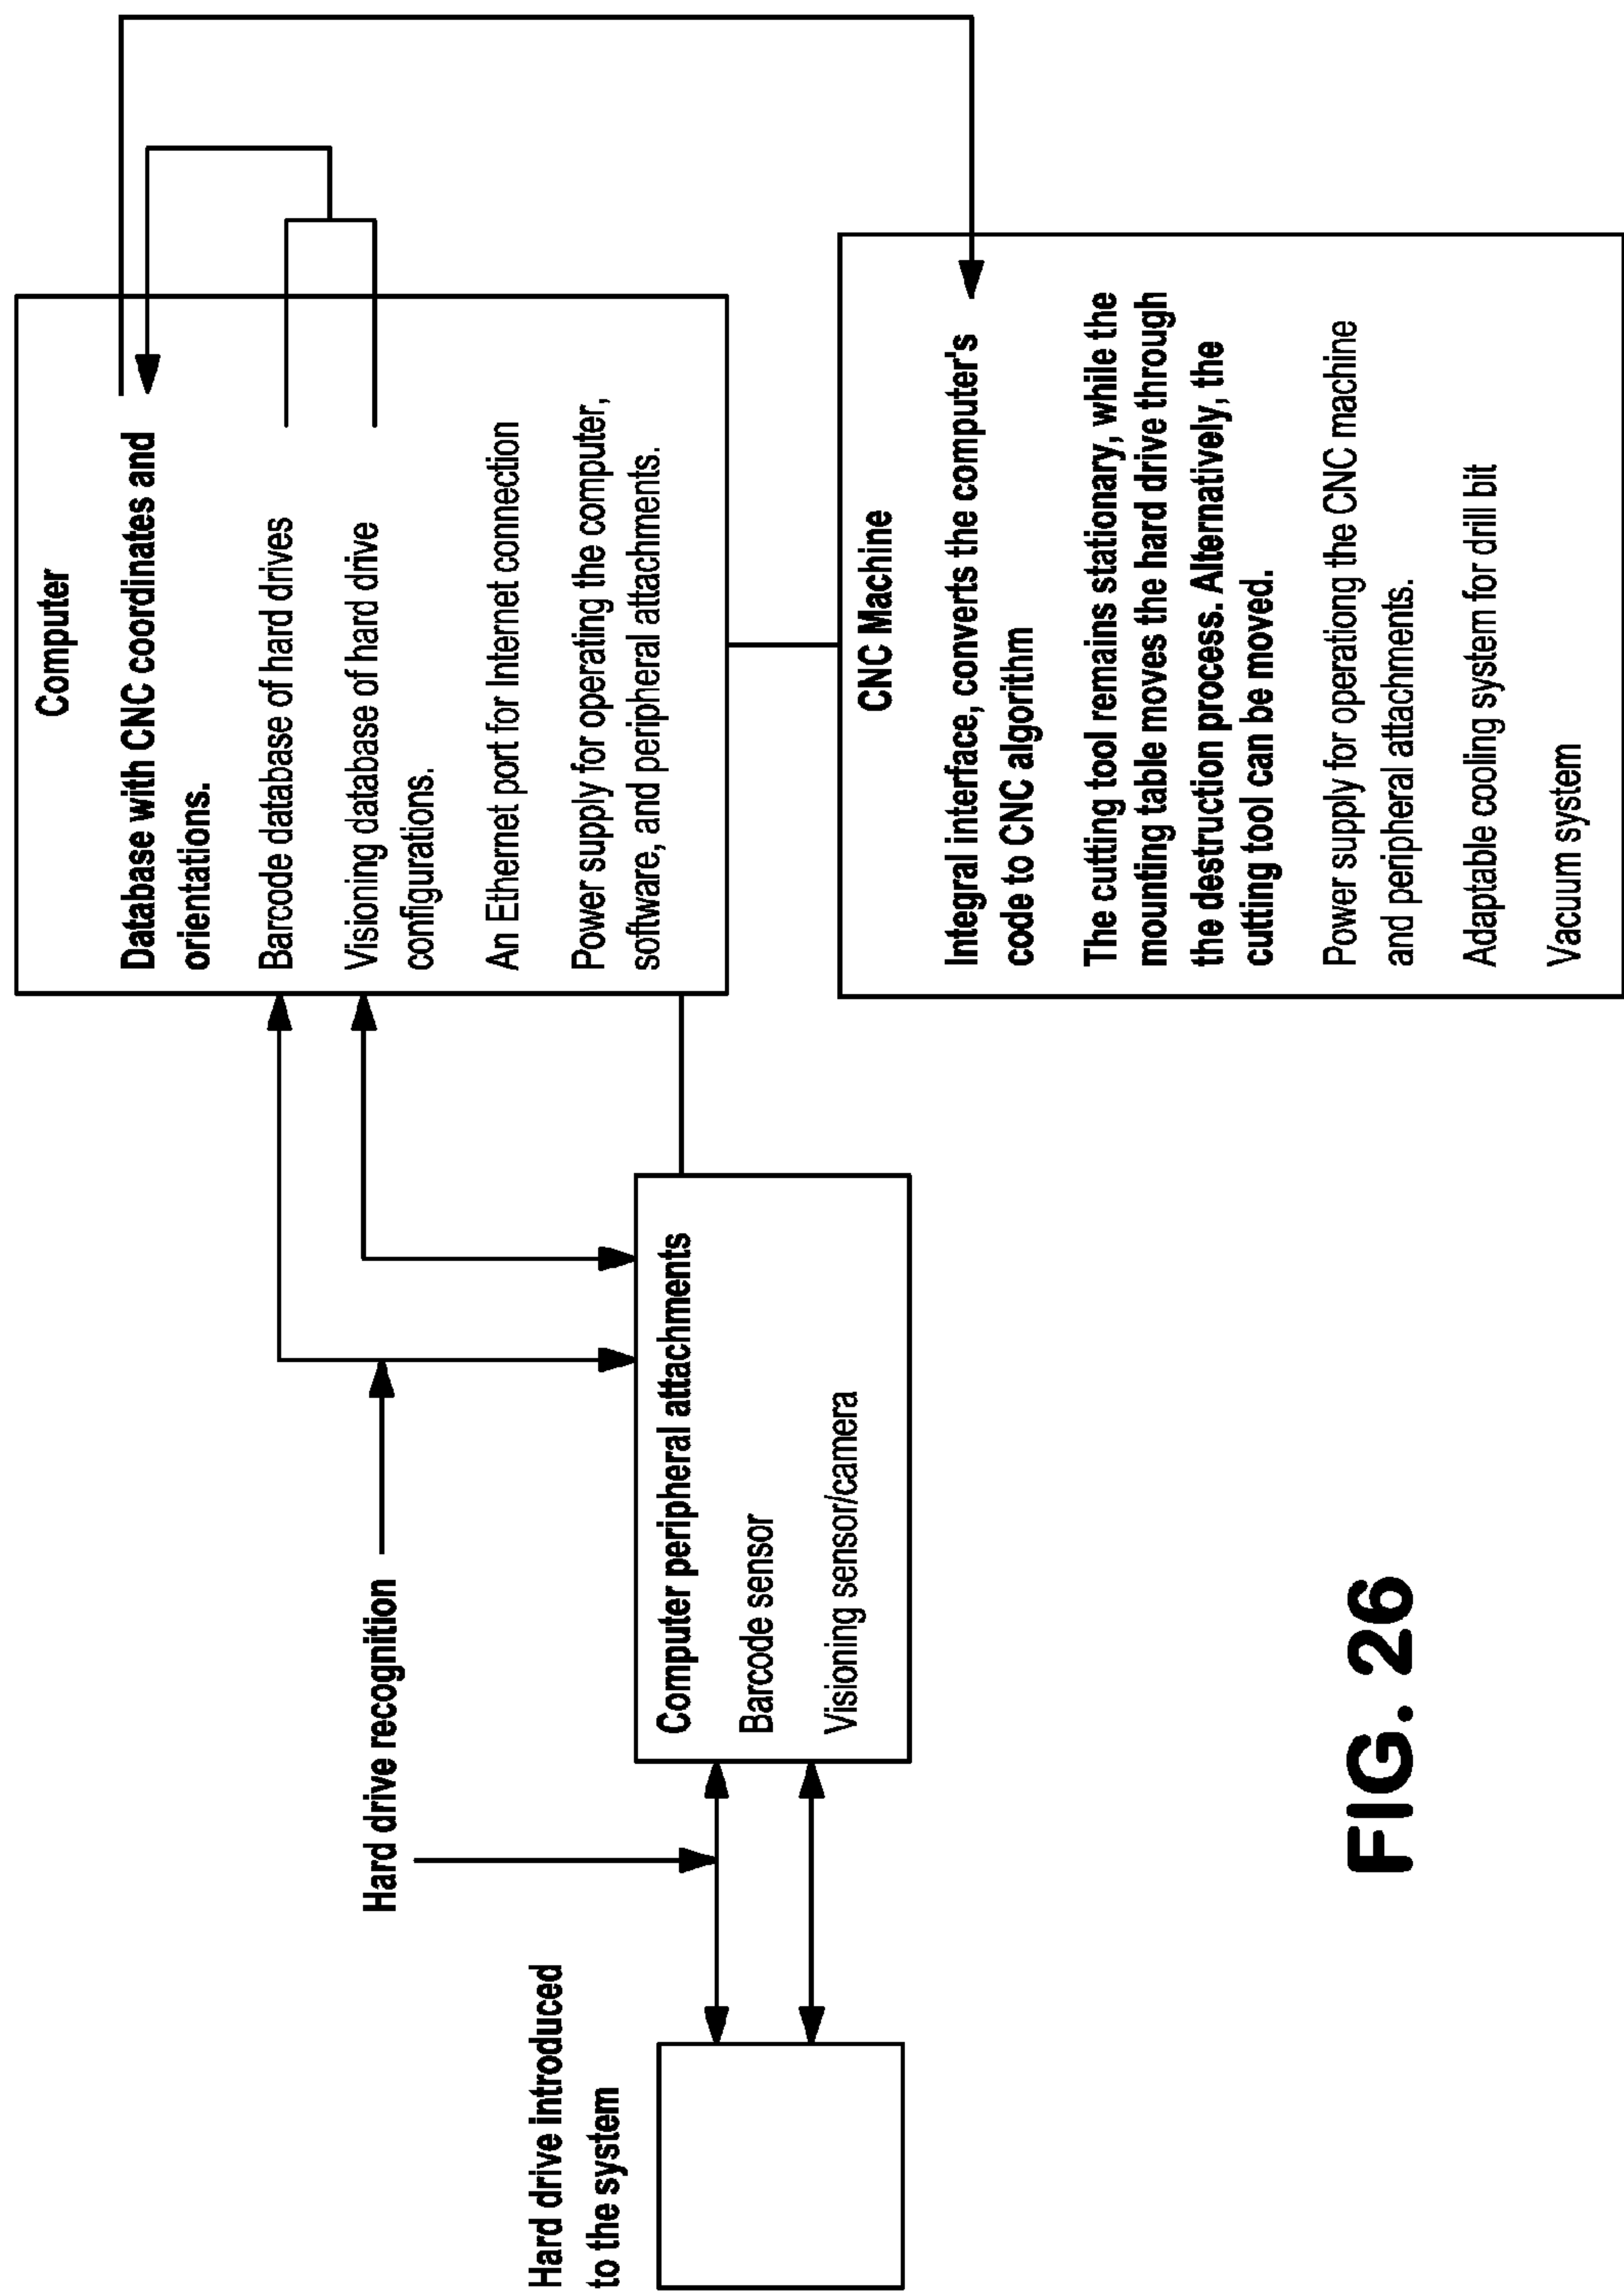 Hard drive introduced
to the system
Hard drive recognition
Computer peripheral attachments
Barcode sensor
Visioning sensor/camera
Computer
Database with CNC coordinates and
orientations.
Barcode database of hard drives
Visioning database of hard drive
configurations.
An Ethernet port for Internet connection
Power supply for operating the computer,
software, and peripheral attachments.
CNC Machine
Integral interface, converts the computer's
code to CNC algorithm
The cutting tool remains stationary, while the
mounting table moves the hard drive through
the destruction process. Alternatively, the
cutting tool can be moved.
Power supply for operationg the CNC machine
and peripheral attachments.
Adaptable cooling system for drill bit
Vacuum system
FIG. 26